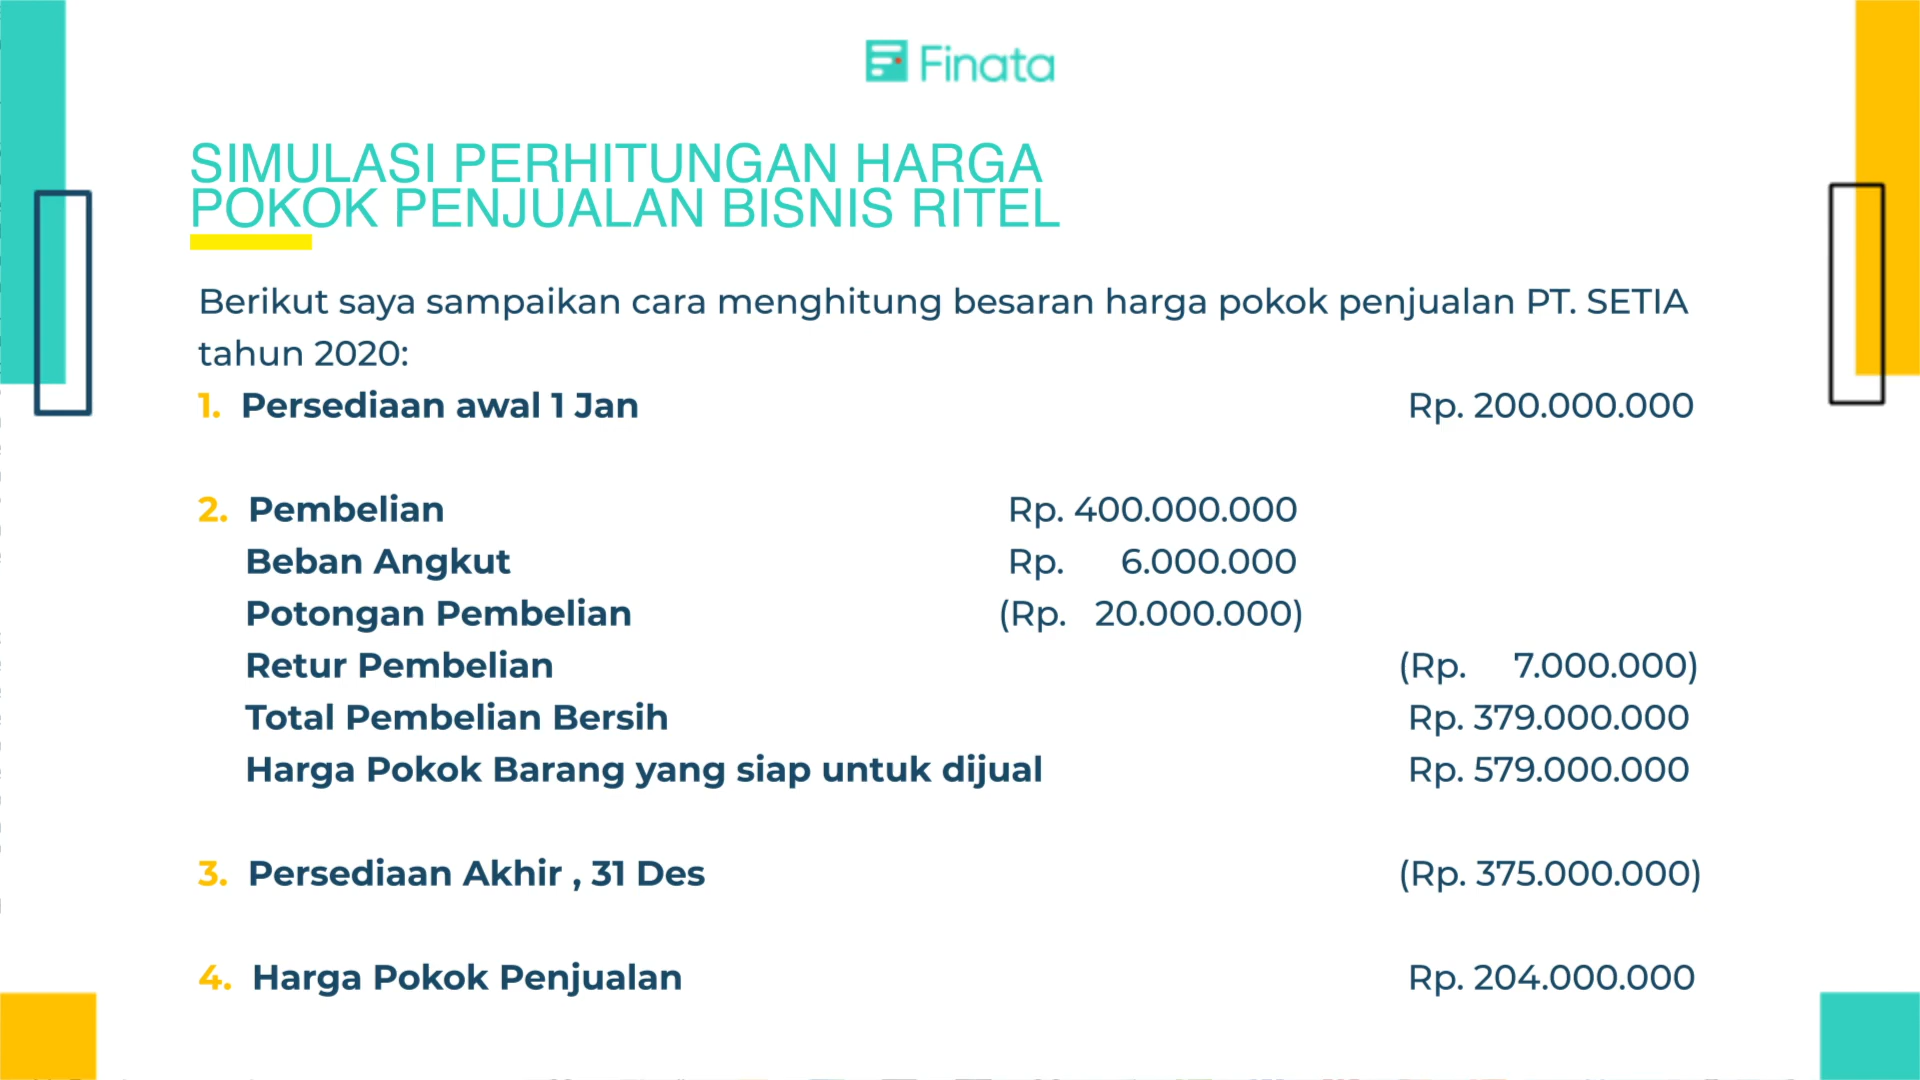 Finata
SIMULASI PERHITUNGAN HARGA
POKOK PENJUALAN BISNIS RITEL
Berikut saya sampaikan cara menghitung besaran harga pokok penjualan PT. SETIA
tahun 2020:
1. Persediaan awal 1 Jan Rp. 200.000.000
2. Pembelian Rp. 400.000.000
Beban Angkut Rp. 6.000.000
Potongan Pembelian (Rp. 20.000.000)
Retur Pembelian (Rp. 7.000.000)
Total Pembelian Bersih Rp. 379.000.000
Harga Pokok Barang yang siap untuk dijual Rp. 579.000.000
3. Persediaan Akhir , 31 Des (Rp. 375.000.000)
4. Harga Pokok Penjualan Rp. 204.000.000